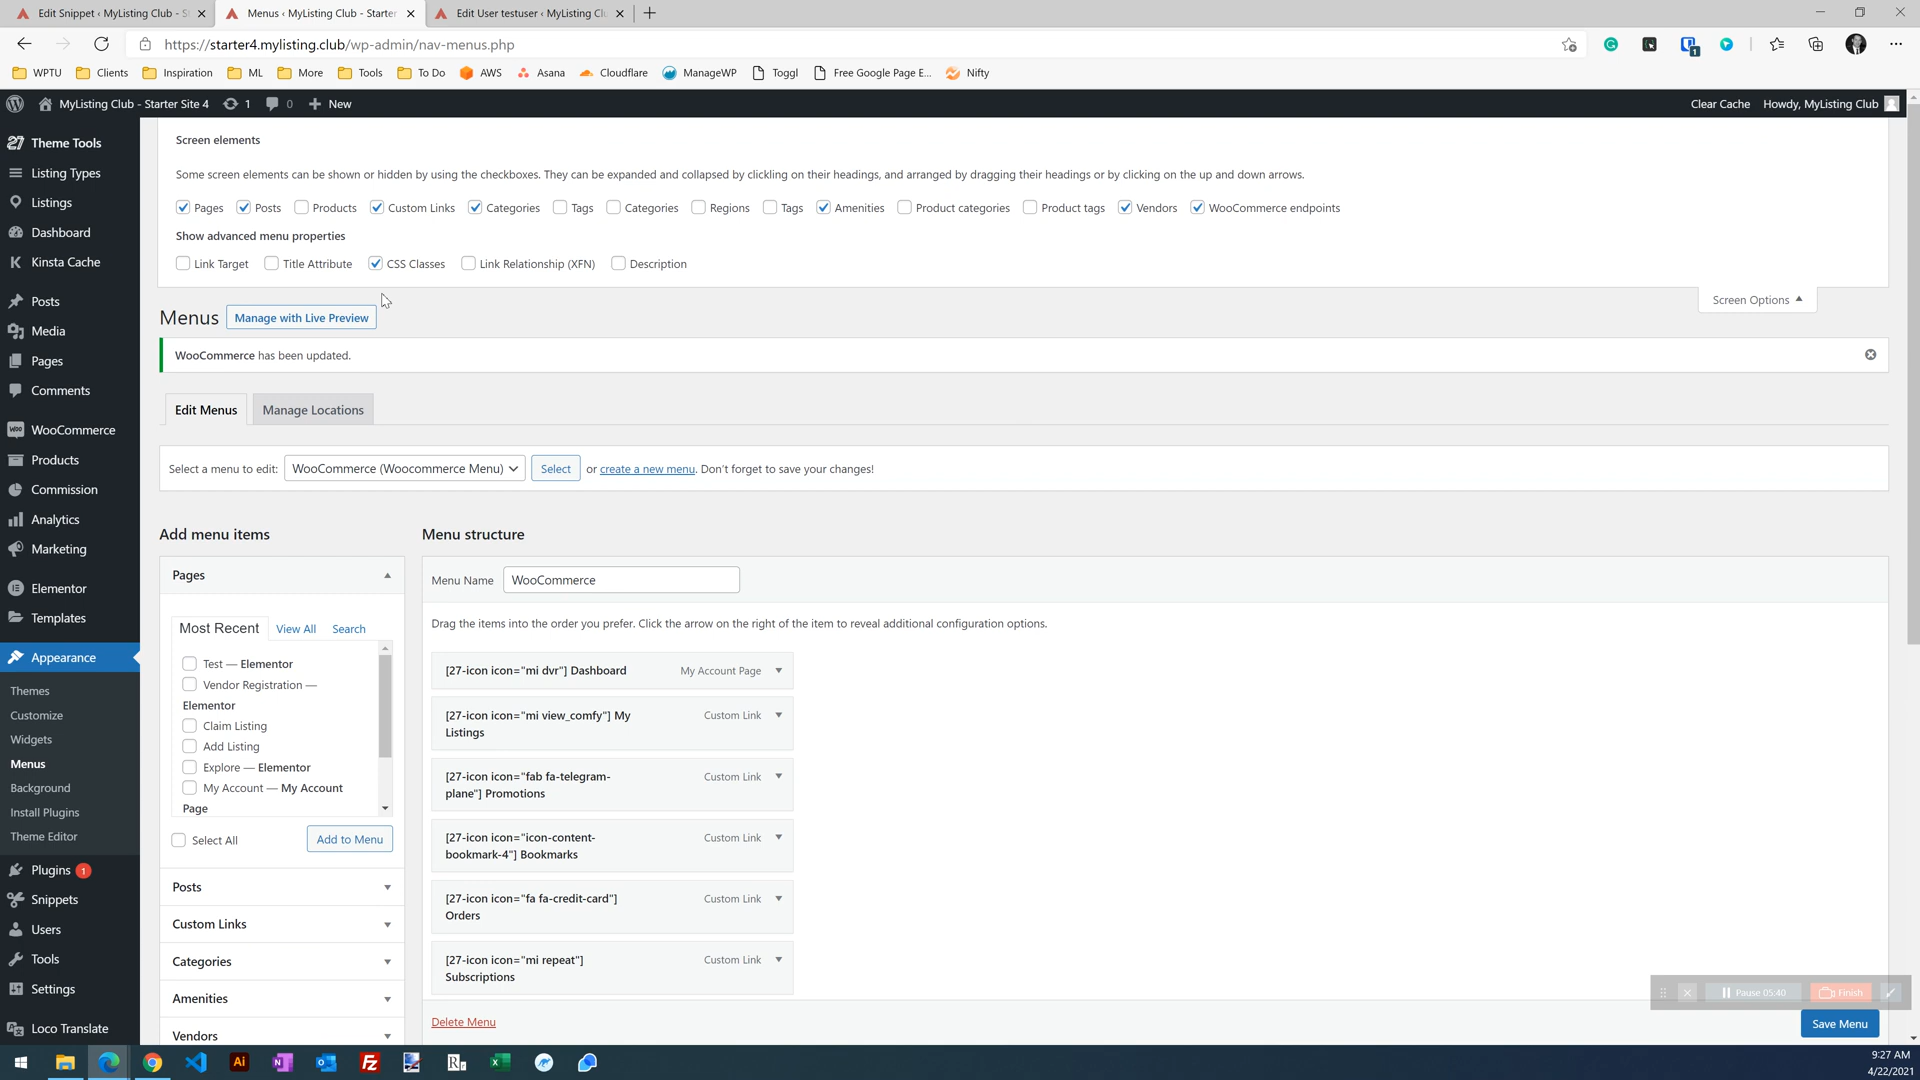 Edit Snippet ‹ MyListing Club - S
Menus ‹ MyListing Club - Starter
Edit User testuser ‹ MyListing Clu
https://starter4.mylisting.club/wp-admin/nav-menus.php
1
WPTU Clients Inspiration ML More Tools To Do AWS Asana Cloudflare ManageWP Toggl Free Google Page E... Nifty
MyListing Club - Starter Site 4 1 0 New Clear Cache Howdy, MyListing Club
27 Theme Tools
Listing Types
Listings
Dashboard
Kinsta Cache
Posts
Media
Pages
Comments
WooCommerce
Products
Commission
Analytics
Marketing
Elementor
Templates
Appearance
Themes
Customize
Widgets
Menus
Background
Install Plugins
Theme Editor
Plugins 1
Snippets
Users
Tools
Settings
Loco Translate
Screen elements
Some screen elements can be shown or hidden by using the checkboxes. They can be expanded and collapsed by clickling on their headings, and arranged by dragging their headings or by clicking on the up and down arrows.
Pages Posts Products Custom Links Categories Tags Categories Regions Tags Amenities Product categories Product tags Vendors WooCommerce endpoints
Show advanced menu properties
Link Target Title Attribute CSS Classes Link Relationship (XFN) Description
Screen Options
Menus Manage with Live Preview
WooCommerce has been updated.
Edit Menus Manage Locations
Select a menu to edit: WooCommerce (Woocommerce Menu) Select or create a new menu. Don't forget to save your changes!
Add menu items
Pages
Most Recent View All Search
Test — Elementor
Vendor Registration —
Elementor
Claim Listing
Add Listing
Explore — Elementor
My Account — My Account
Page
Select All Add to Menu
Posts
Custom Links
Categories
Amenities
Vendors
Menu structure
Menu Name WooCommerce
Drag the items into the order you prefer. Click the arrow on the right of the item to reveal additional configuration options.
[27-icon icon="mi dvr"] Dashboard My Account Page
[27-icon icon="mi view_comfy"] My Custom Link
Listings
[27-icon icon="fab fa-telegram- Custom Link
plane"] Promotions
[27-icon icon="icon-content- Custom Link
bookmark-4"] Bookmarks
[27-icon icon="fa fa-credit-card"] Custom Link
Orders
[27-icon icon="mi repeat"] Custom Link
Subscriptions
Delete Menu
Pause 05:40 Finish
Save Menu
9:27 AM
4/22/2021